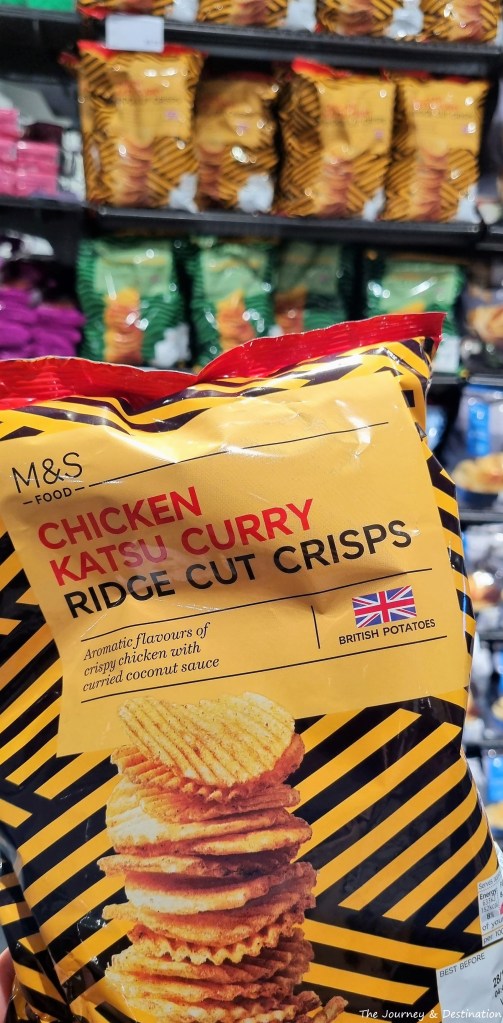 M&S
FOOD
CHICKEN
KATSU CURRY
RIDGE CUT CRISPS
Aromatic flavours of
crispy chicken with
curried coconut sauce
BRITISH POTATOES
Energy
BEST BEFORE
The Journey & Destination